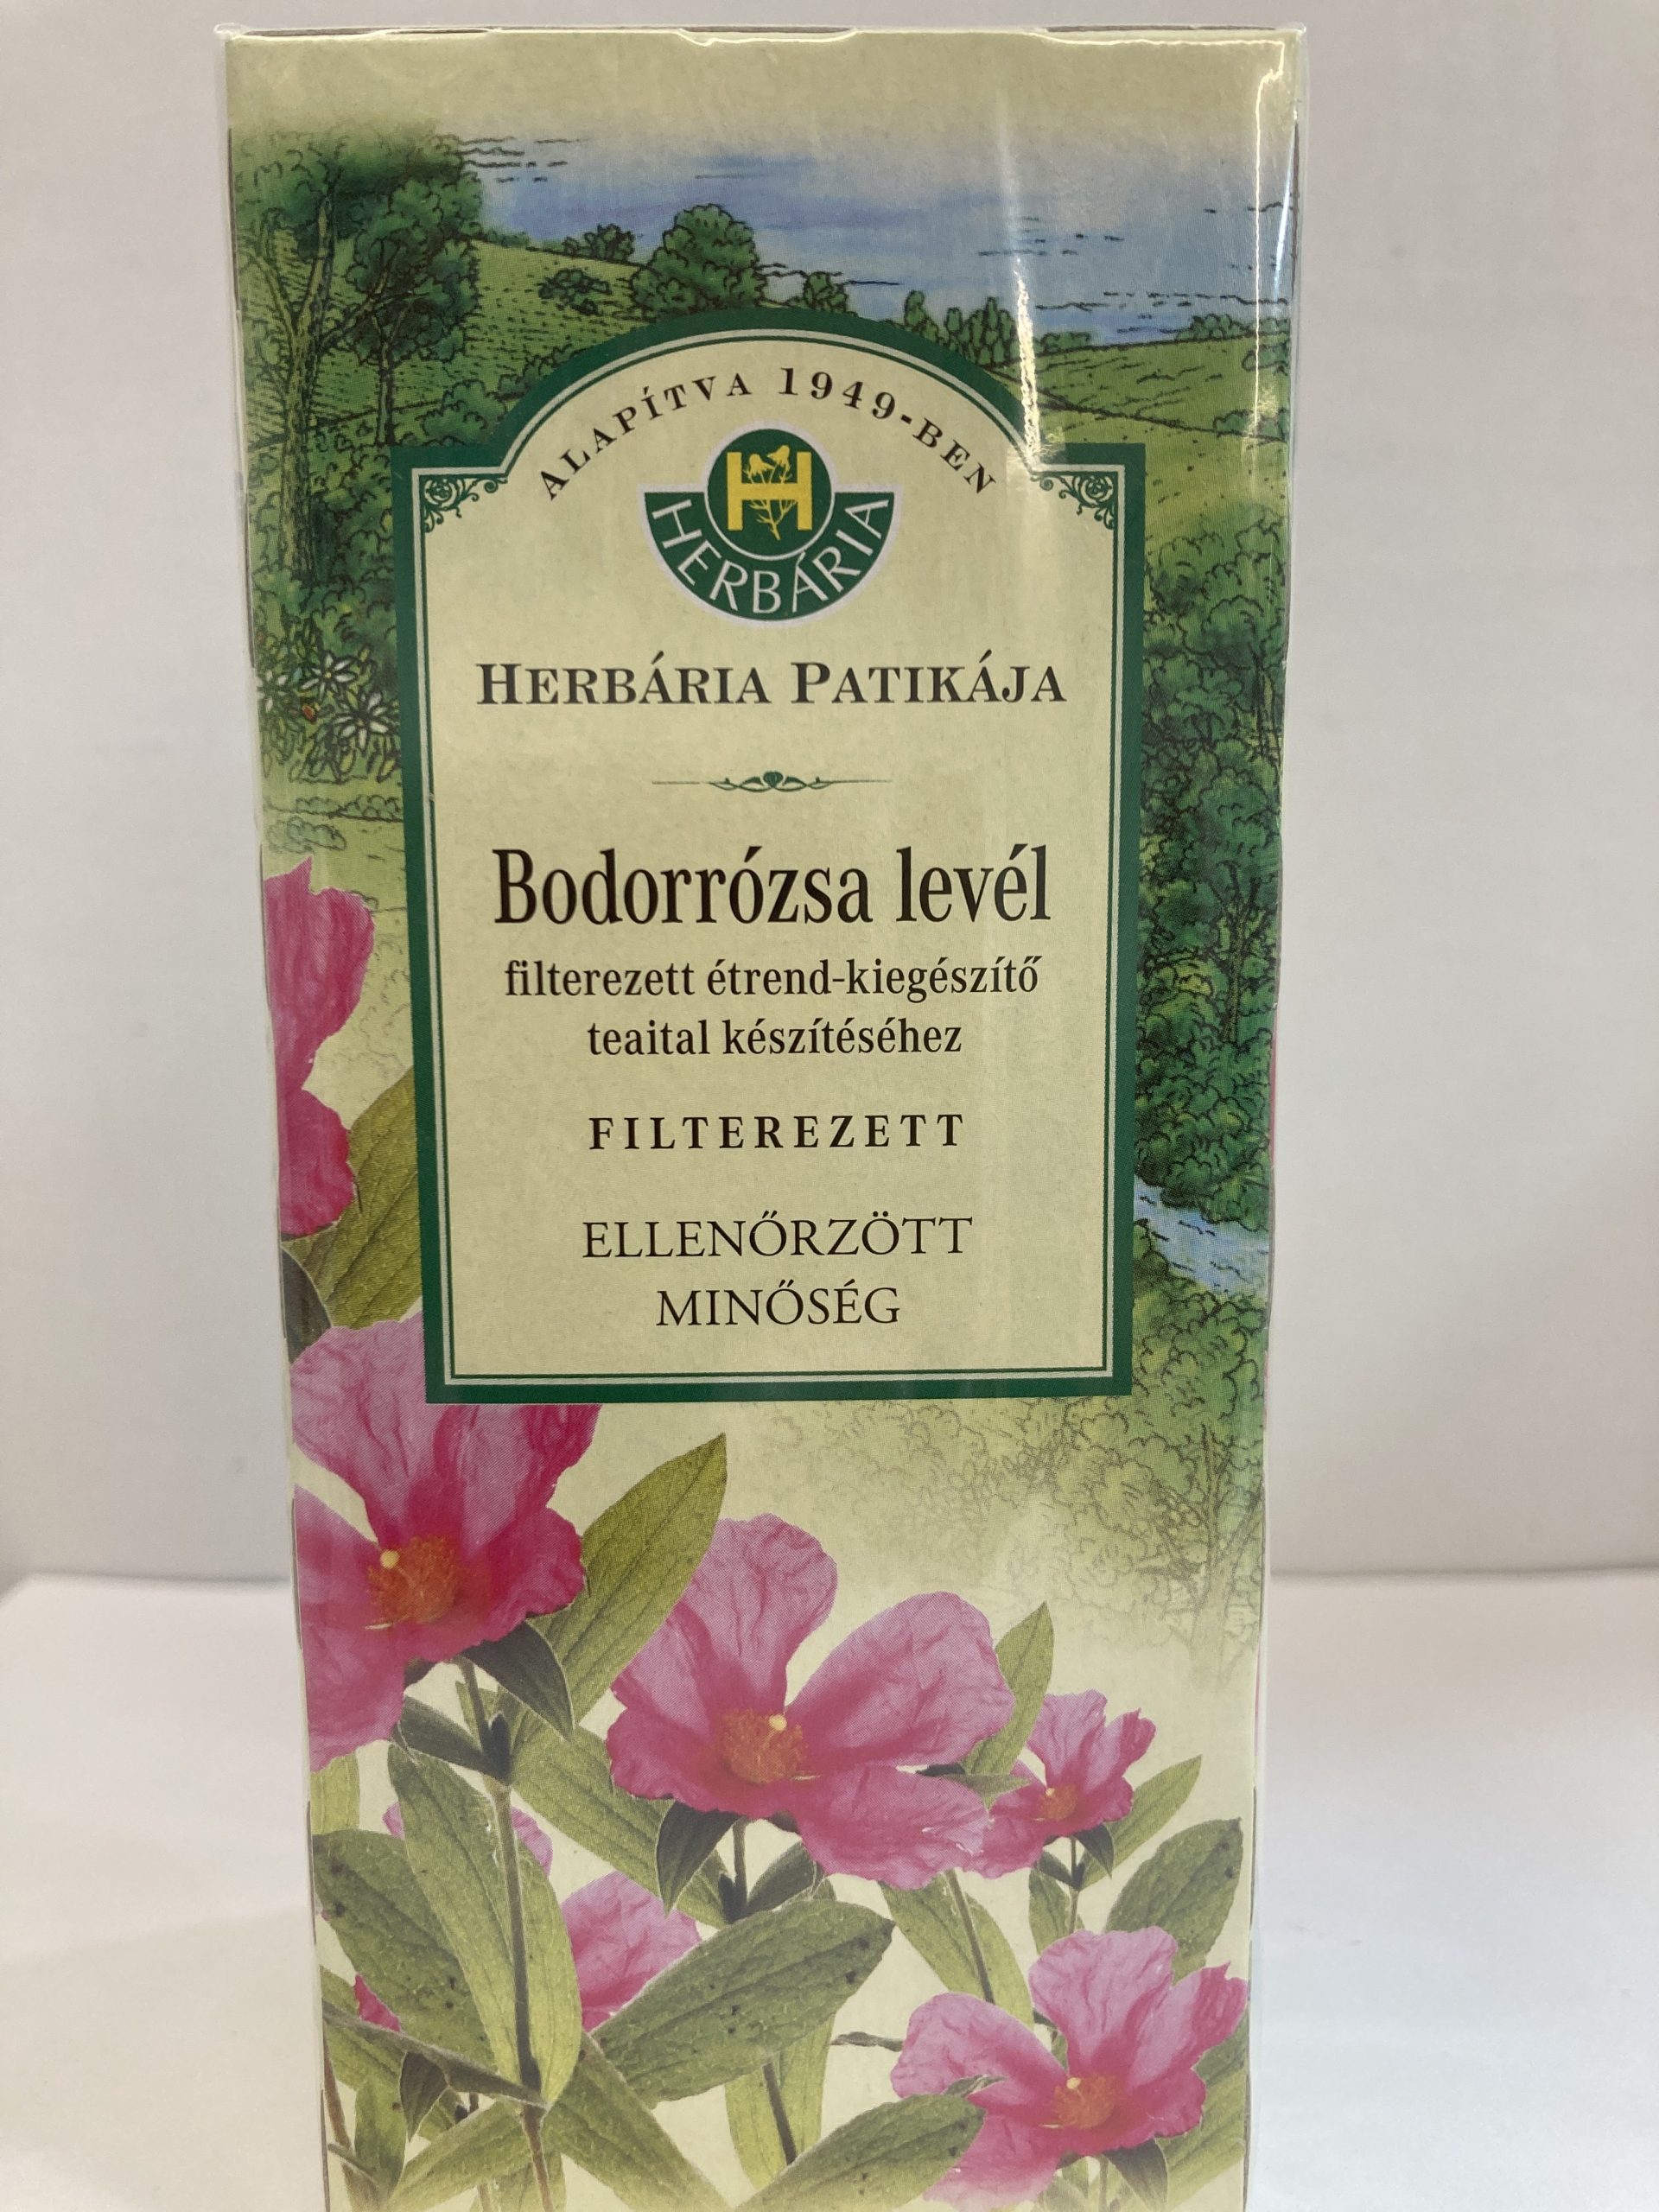 ALAPÍTVA 1949-BEN
H
HERBÁRIA
HERBÁRIA PATIKÁJA
Bodorrózsa levél
filterezett étrend-kiegészítő
teaital készítéséhez
FILTEREZETT
ELLENŐRZÖTT
MINŐSÉG